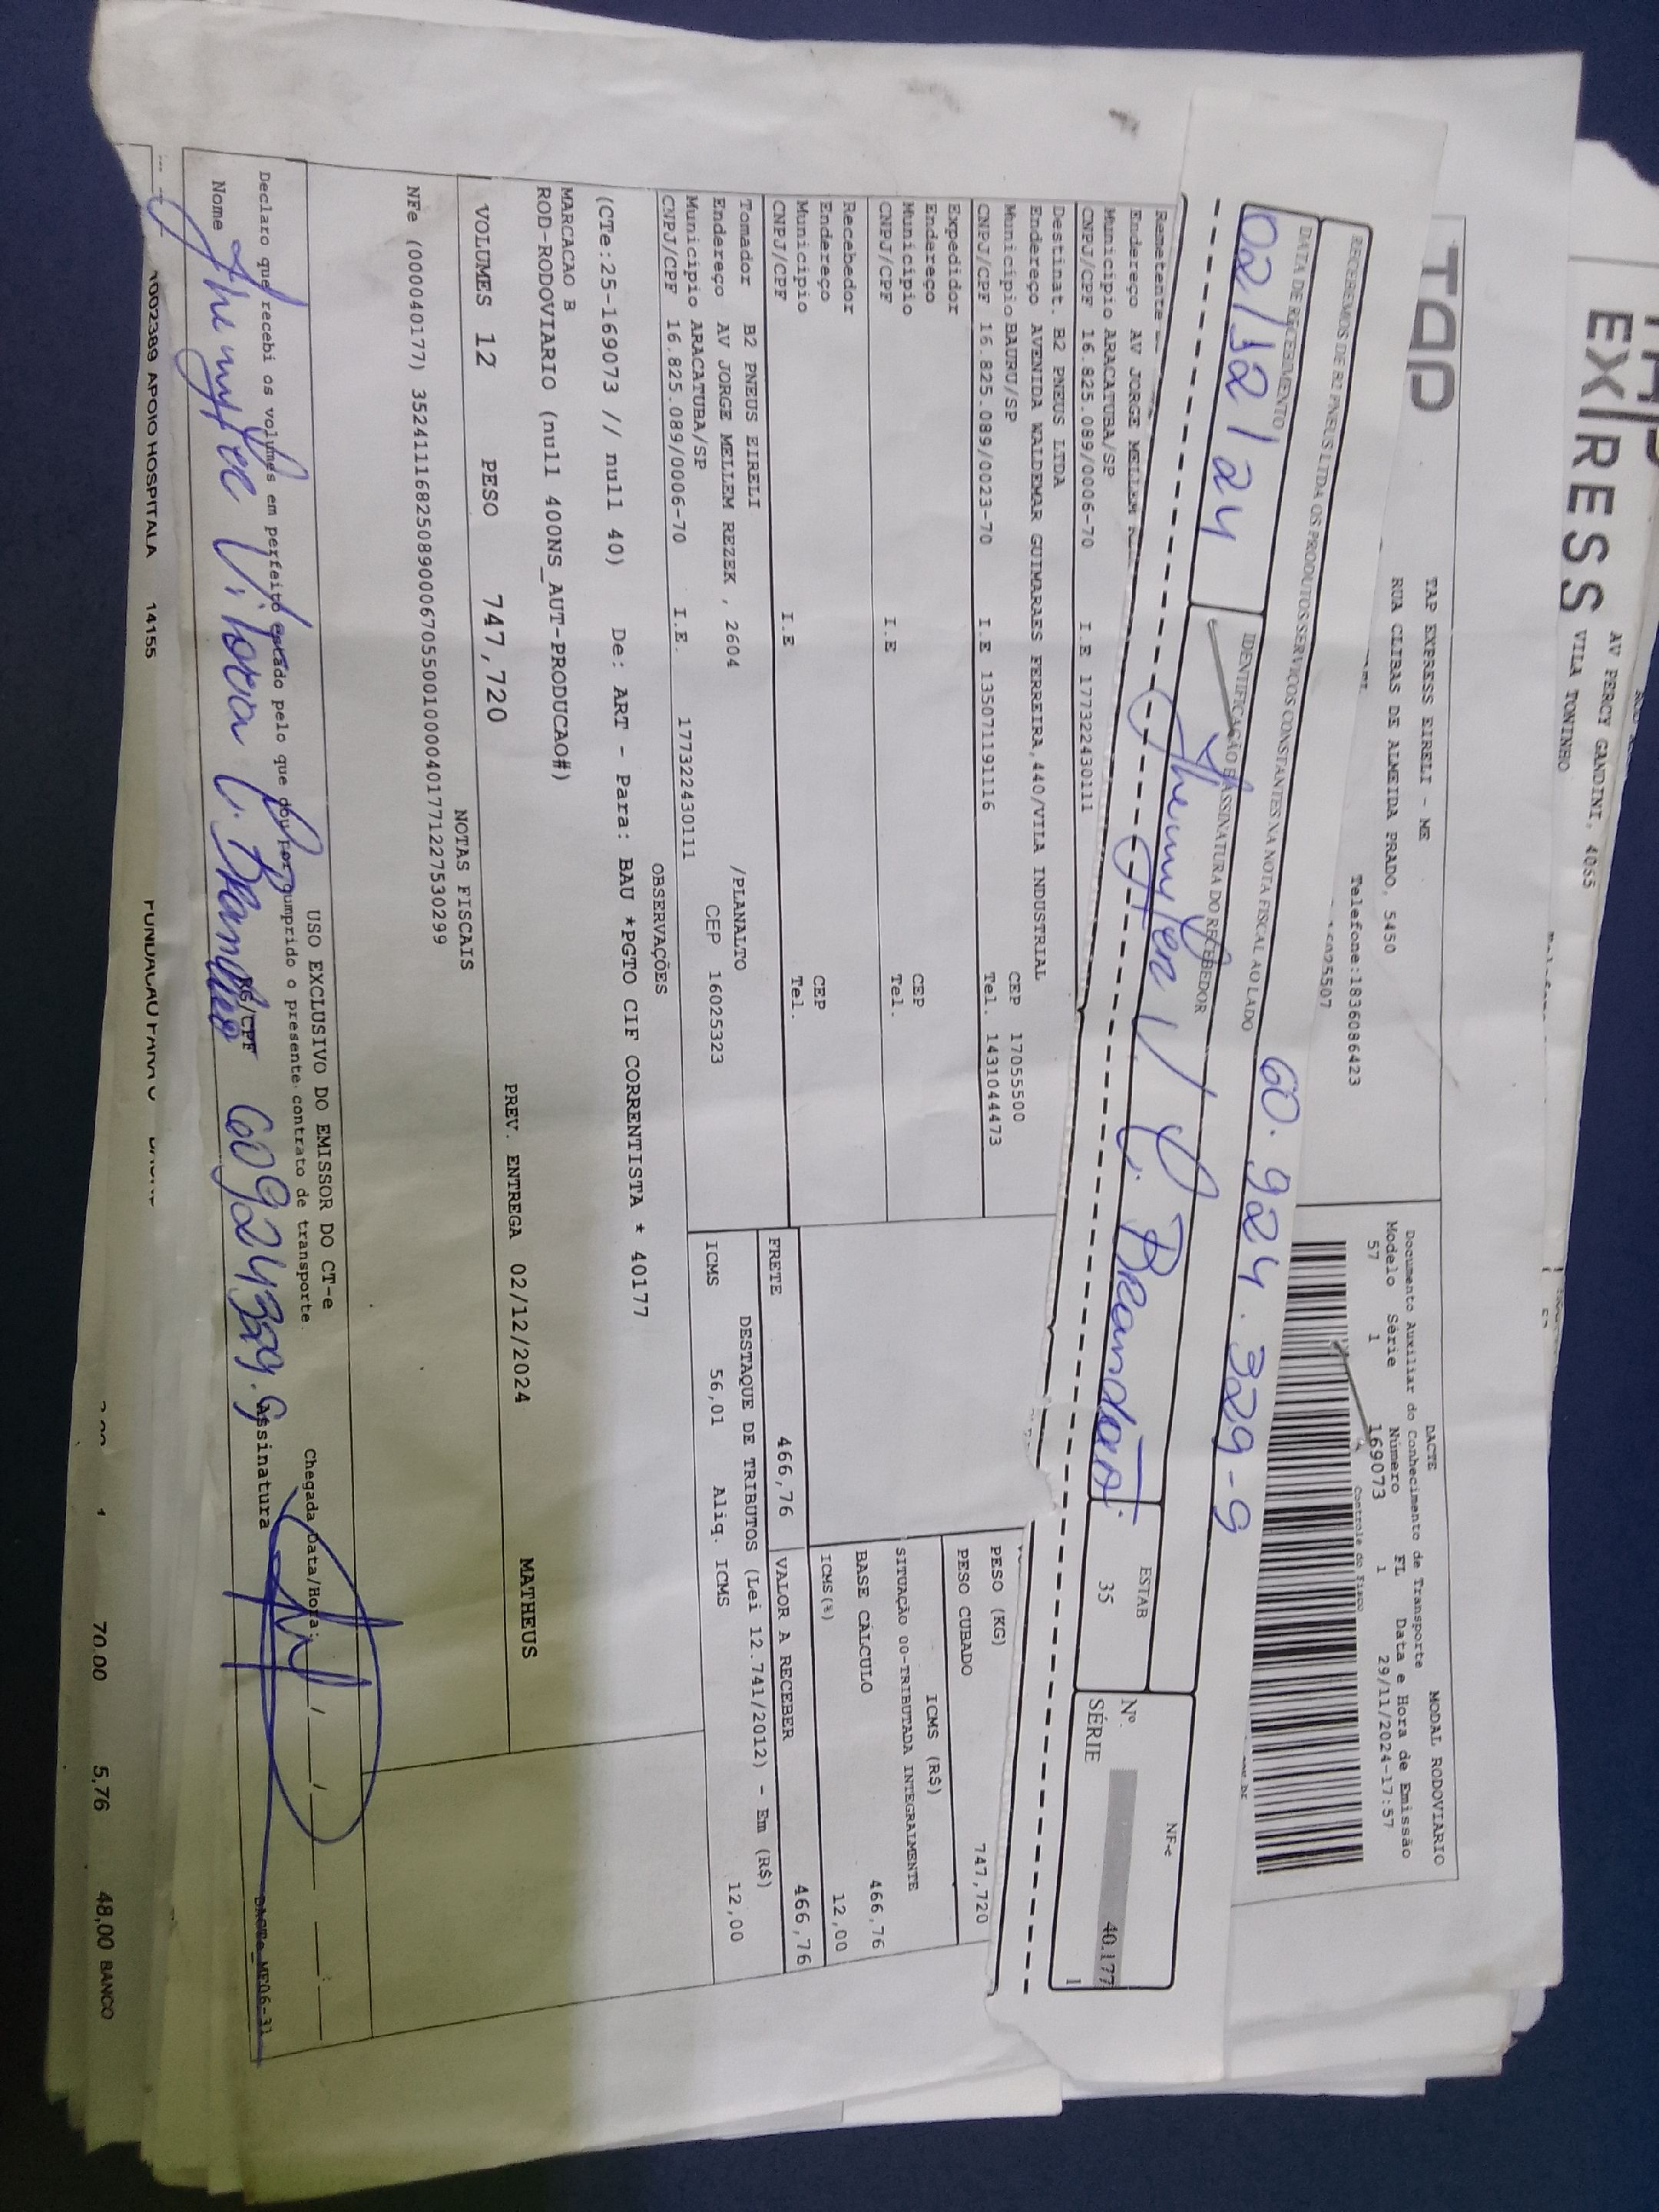 EXPRESS
AV PERCY GANDINI, 4065
VILA TONINHO
TAP
TAP EXPRESS EIRELI - ME
RUA CLIBAS DE ALMEIDA PRADO, 5450
Telefone:1836086423
DACTE
Documento Auxiliar do Conhecimento de Transporte
MODAL RODOVIARIO
Modelo Série Número FL Data e Hora de Emissão
57 1 169073 1 29/11/2024-17:57
Controle do Fisco
RECEBEMOS DE B2 PNEUS LTDA OS PRODUTOS/SERVIÇOS CONSTANTES NA NOTA FISCAL AO LADO
60.924.329-9
DATA DE RECEBIMENTO
02/12/24
IDENTIFICAÇÃO E ASSINATURA DO RECEBEDOR
ESTAB
35
NF-e
Nº. 40.177
SÉRIE 1
Remetente
Endereço AV JORGE MELLEM
Municipio ARACATUBA/SP
CNPJ/CPF 16.825.089/0006-70 I.E 177322430111
Destinat. B2 PNEUS LTDA
Endereço AVENIDA WALDEMAR GUIMARAES FERREIRA,440/VILA INDUSTRIAL
Municipio BAURU/SP CEP 17055500
CNPJ/CPF 16.825.089/0023-70 I.E 135071191116 Tel. 1431044473
Expedidor
Endereço
Municipio CEP
CNPJ/CPF I.E Tel.
Recebedor
Endereço
Municipio CEP
CNPJ/CPF I.E Tel.
PESO (KG)
PESO CUBADO 747,720
ICMS (R$)
SITUAÇÃO 00-TRIBUTADA INTEGRALMENTE
BASE CÁLCULO 466,76
ICMS(%) 12,00
FRETE 466,76 VALOR A RECEBER 466,76
Tomador B2 PNEUS EIRELI
Endereço AV JORGE MELLEM REZEK , 2604 /PLANALTO
Municipio ARACATUBA/SP CEP 16025323
CNPJ/CPF 16.825.089/0006-70 I.E. 177322430111
DESTAQUE DE TRIBUTOS (Lei 12.741/2012) - Em (R$)
ICMS 56,01 Aliq. ICMS 12,00
OBSERVAÇÕES
(CTe:25-169073 // null 40) De: ART - Para: BAU *PGTO CIF CORRENTISTA * 40177
MARCACAO B
ROD-RODOVIARIO (null 400NS_AUT-PRODUCAO#)
VOLUMES 12 PESO 747,720 PREV. ENTREGA 02/12/2024 MATHEUS
NOTAS FISCAIS
NFe (000040177) 35241116825089000670550010000401771227530299
USO EXCLUSIVO DO EMISSOR DO CT-e
Declaro que recebi os volumes em perfeito estado pelo que dou por cumprido o presente contrato de transporte
Chegada Data/Hora: / / :
Nome RG/CPF 60924329.9 Assinatura
10002389 APOIO HOSPITALA 14155
70.00 5,76 48,00 BANCO